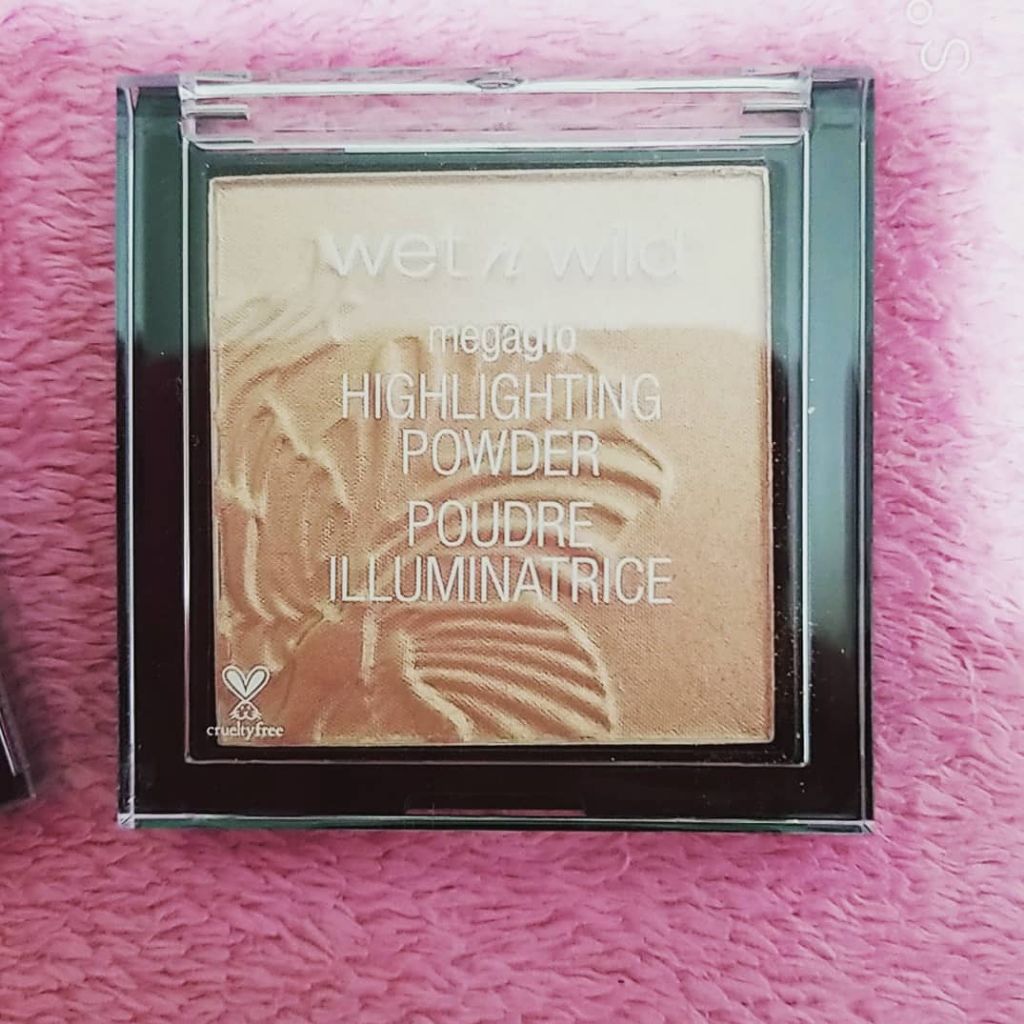 wet n wild
megaglo
HIGHLIGHTING
POWDER
POUDRE
ILLUMINATRICE
crueltyfree